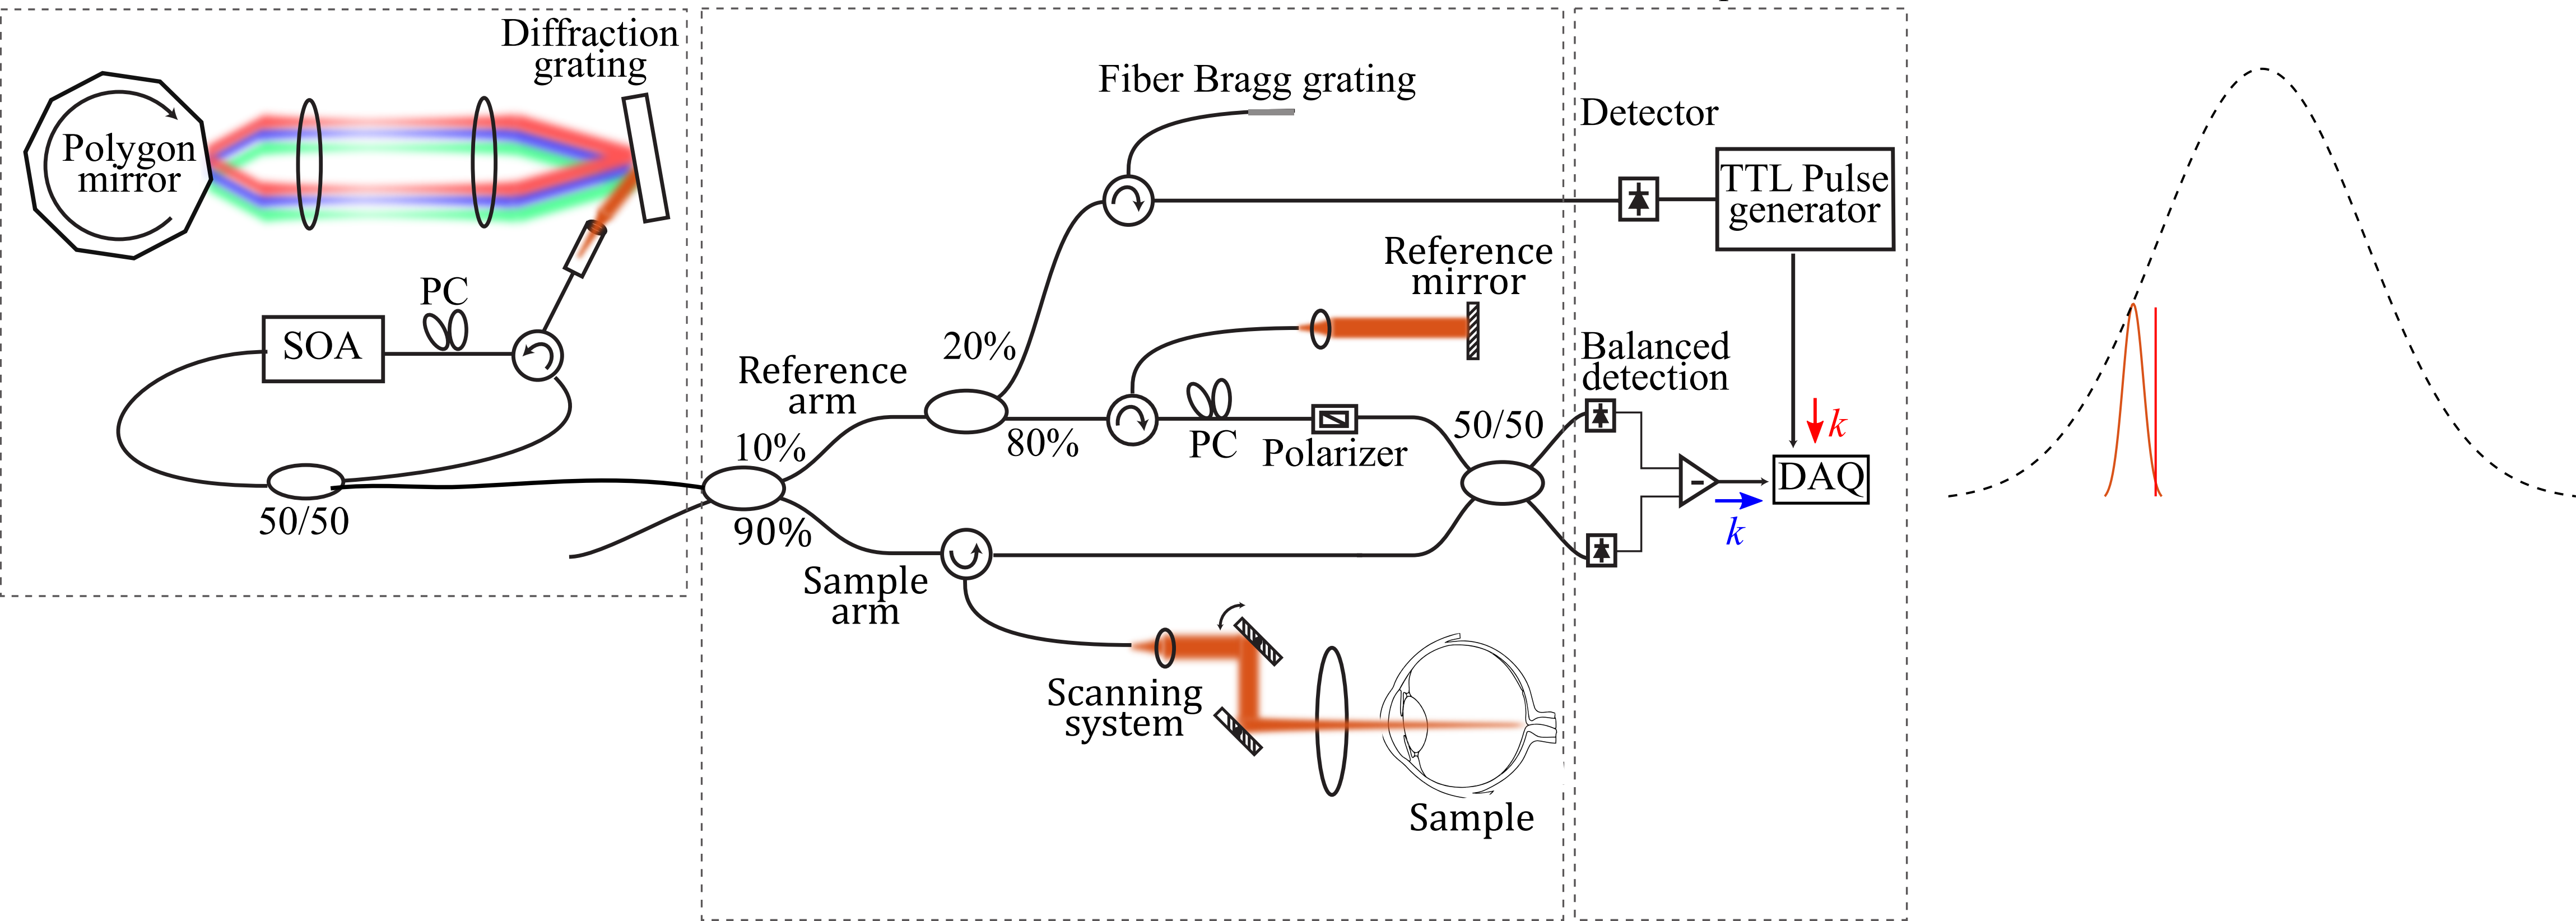 Diffraction
grating
Polygon
mirror
PC
SOA
50/50
Fiber Bragg grating
Reference
mirror
20%
Reference
arm
10%
80%
PC
Polarizer
50/50
90%
Sample
arm
Scanning
system
Sample
Detector
TTL Pulse
generator
Balanced
detection
k
-
DAQ
k